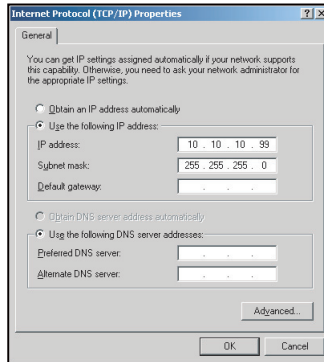 Internet Protocol (TCP/IP) Properties
General
You can get IP settings assigned automatically if your network supports
this capability. Otherwise, you need to ask your network administrator for
the appropriate IP settings.
Obtain an IP address automatically
Use the following IP address:
IP address: 10 . 10 . 10 . 99
Subnet mask: 255 . 255 . 255 . 0
Default gateway: . . .
Obtain DNS server address automatically
Use the following DNS server addresses:
Preferred DNS server: . . .
Alternate DNS server: . . .
Advanced...
OK Cancel